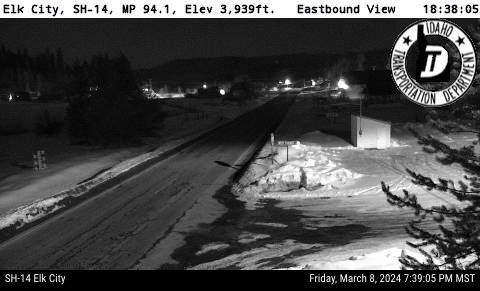 Elk City, SH-14, MP 94.1, Elev 3,939ft. Eastbound View 18:38:05
IDAHO
TRANSPORTATION DEPARTMENT
SH-14 Elk City Friday, March 8, 2024 7:39:05 PM MST